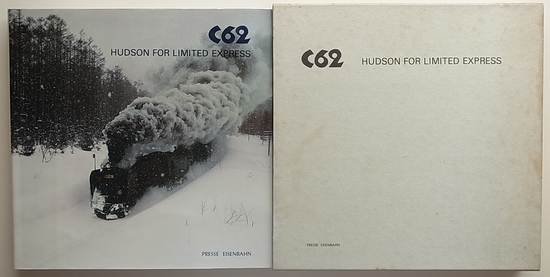 C62
HUDSON FOR LIMITED EXPRESS
PRESSE EISENBAHN
C62 HUDSON FOR LIMITED EXPRESS
PRESSE EISENBAHN